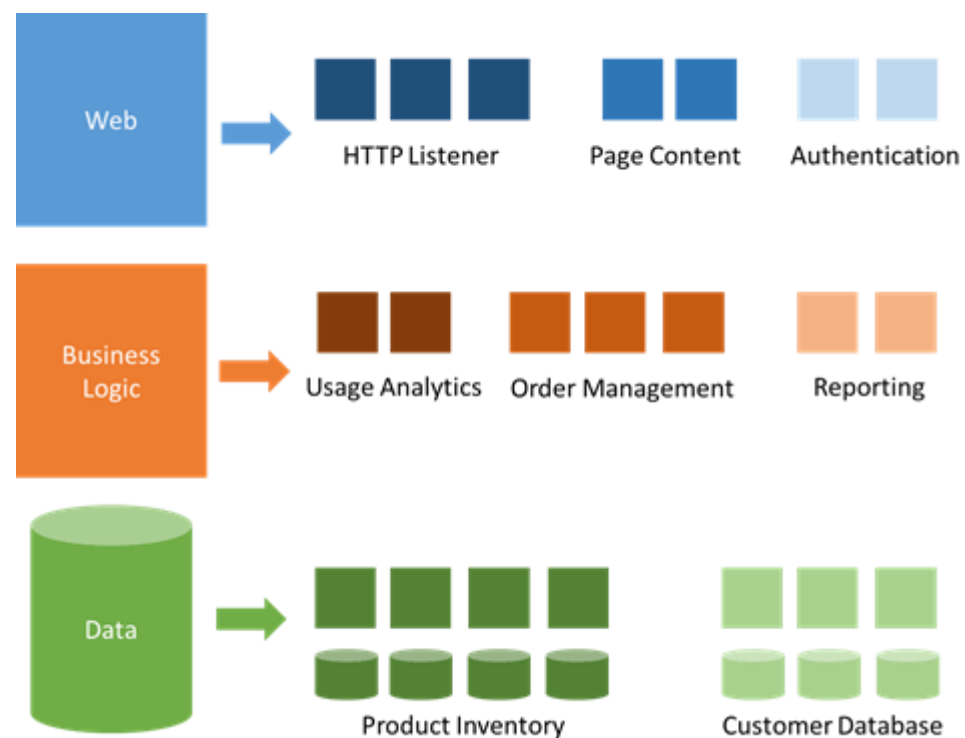 Web
HTTP Listener
Page Content
Authentication
Business
Logic
Usage Analytics
Order Management
Reporting
Data
Product Inventory
Customer Database